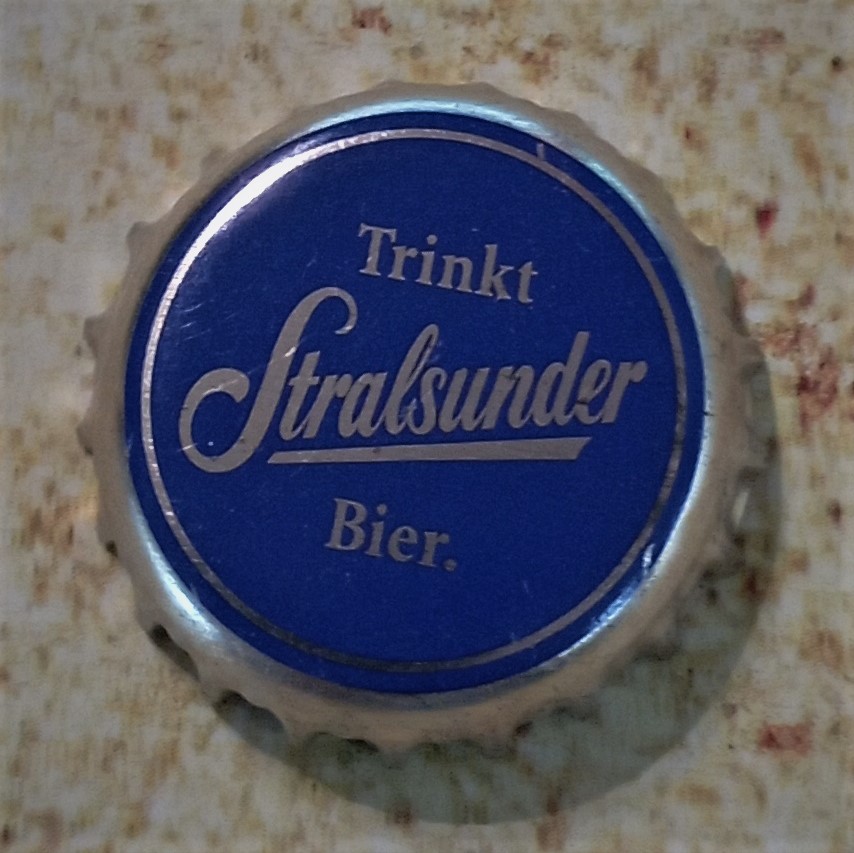 Trinkt
Stralsunder
Bier.